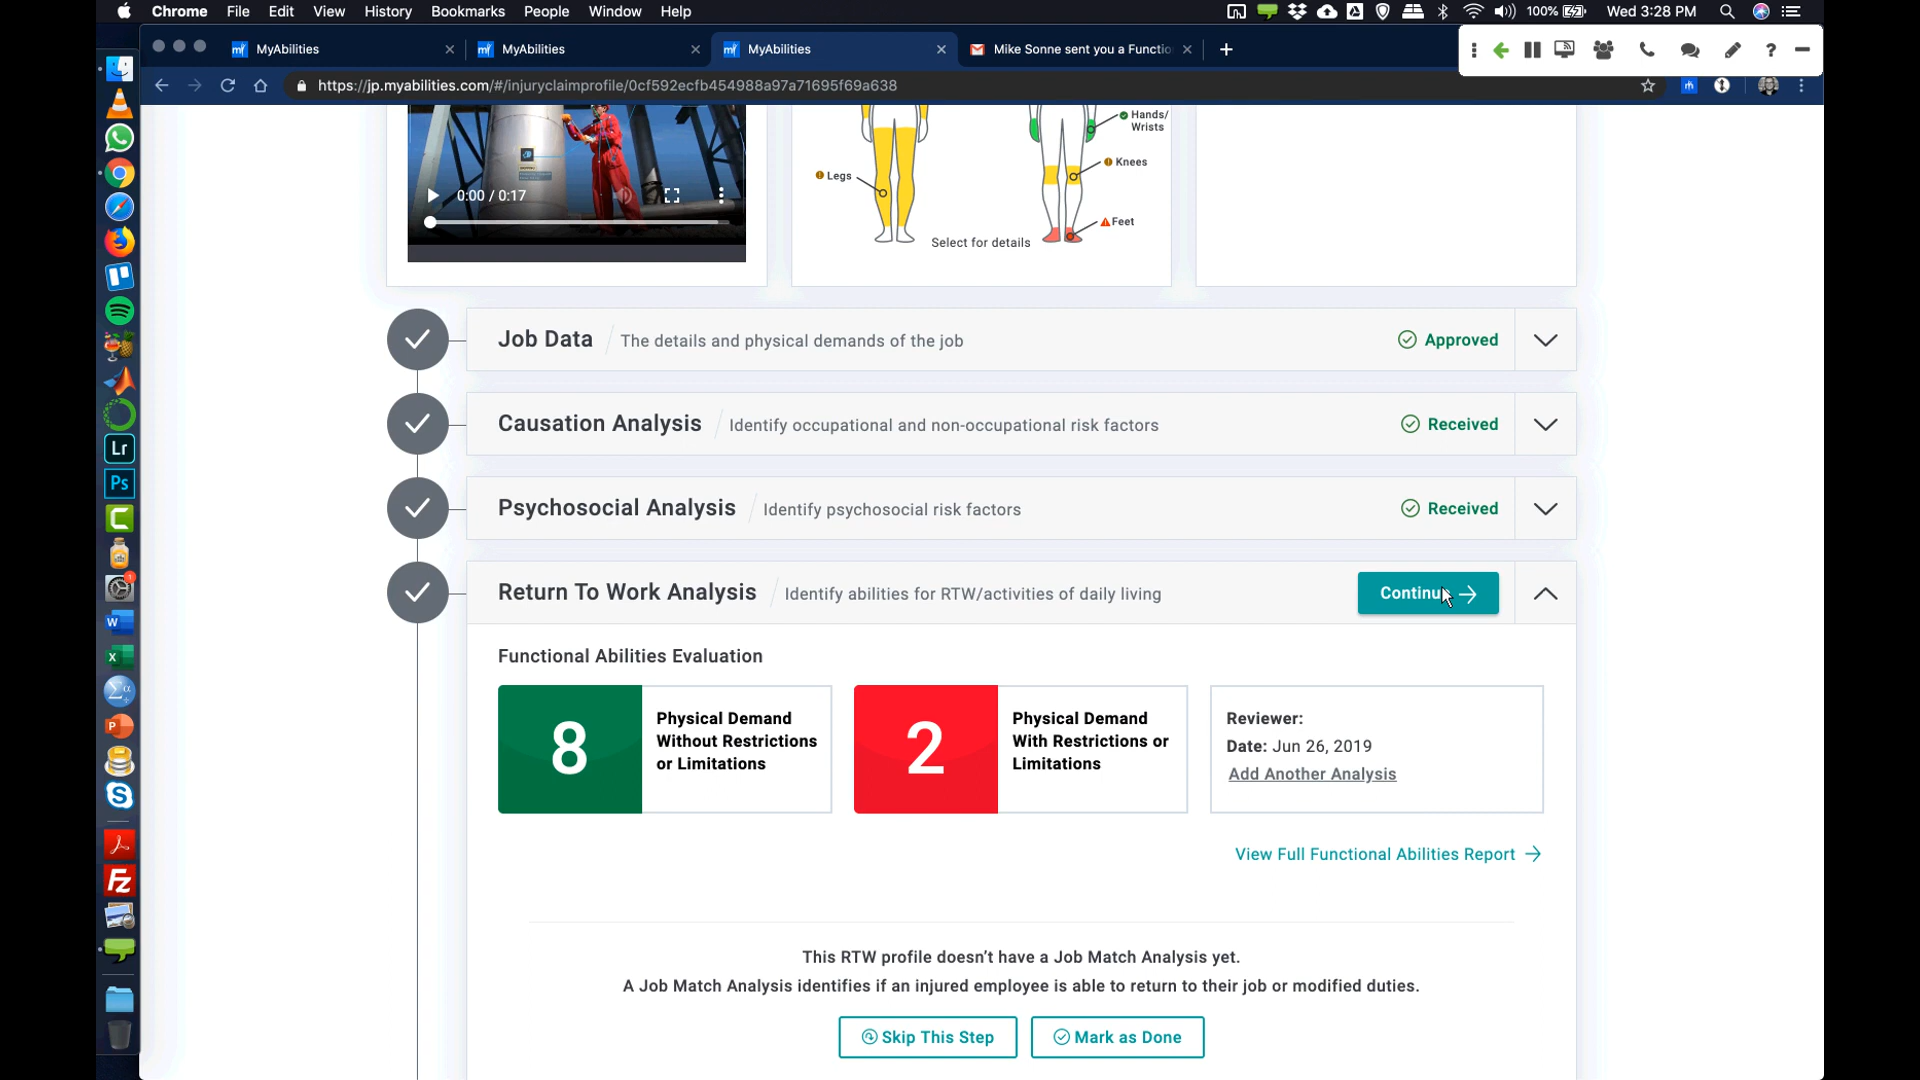 Chrome File Edit View History Bookmarks People Window Help
100% Wed 3:28 PM
MyAbilities
MyAbilities
MyAbilities
Mike Sonne sent you a Functio
https://jp.myabilities.com/#/injuryclaimprofile/0cf592ecfb454988a97a71695f69a638
0:00 / 0:17
Legs
Hands/
Wrists
Knees
Feet
Select for details
Job Data
The details and physical demands of the job
Approved
Causation Analysis
Identify occupational and non-occupational risk factors
Received
Psychosocial Analysis
Identify psychosocial risk factors
Received
Return To Work Analysis
Identify abilities for RTW/activities of daily living
Continue
Functional Abilities Evaluation
8
Physical Demand
Without Restrictions
or Limitations
2
Physical Demand
With Restrictions or
Limitations
Reviewer:
Date: Jun 26, 2019
Add Another Analysis
View Full Functional Abilities Report
This RTW profile doesn't have a Job Match Analysis yet.
A Job Match Analysis identifies if an injured employee is able to return to their job or modified duties.
Skip This Step
Mark as Done
Lr
Ps
W
X
P
S
Fz
1